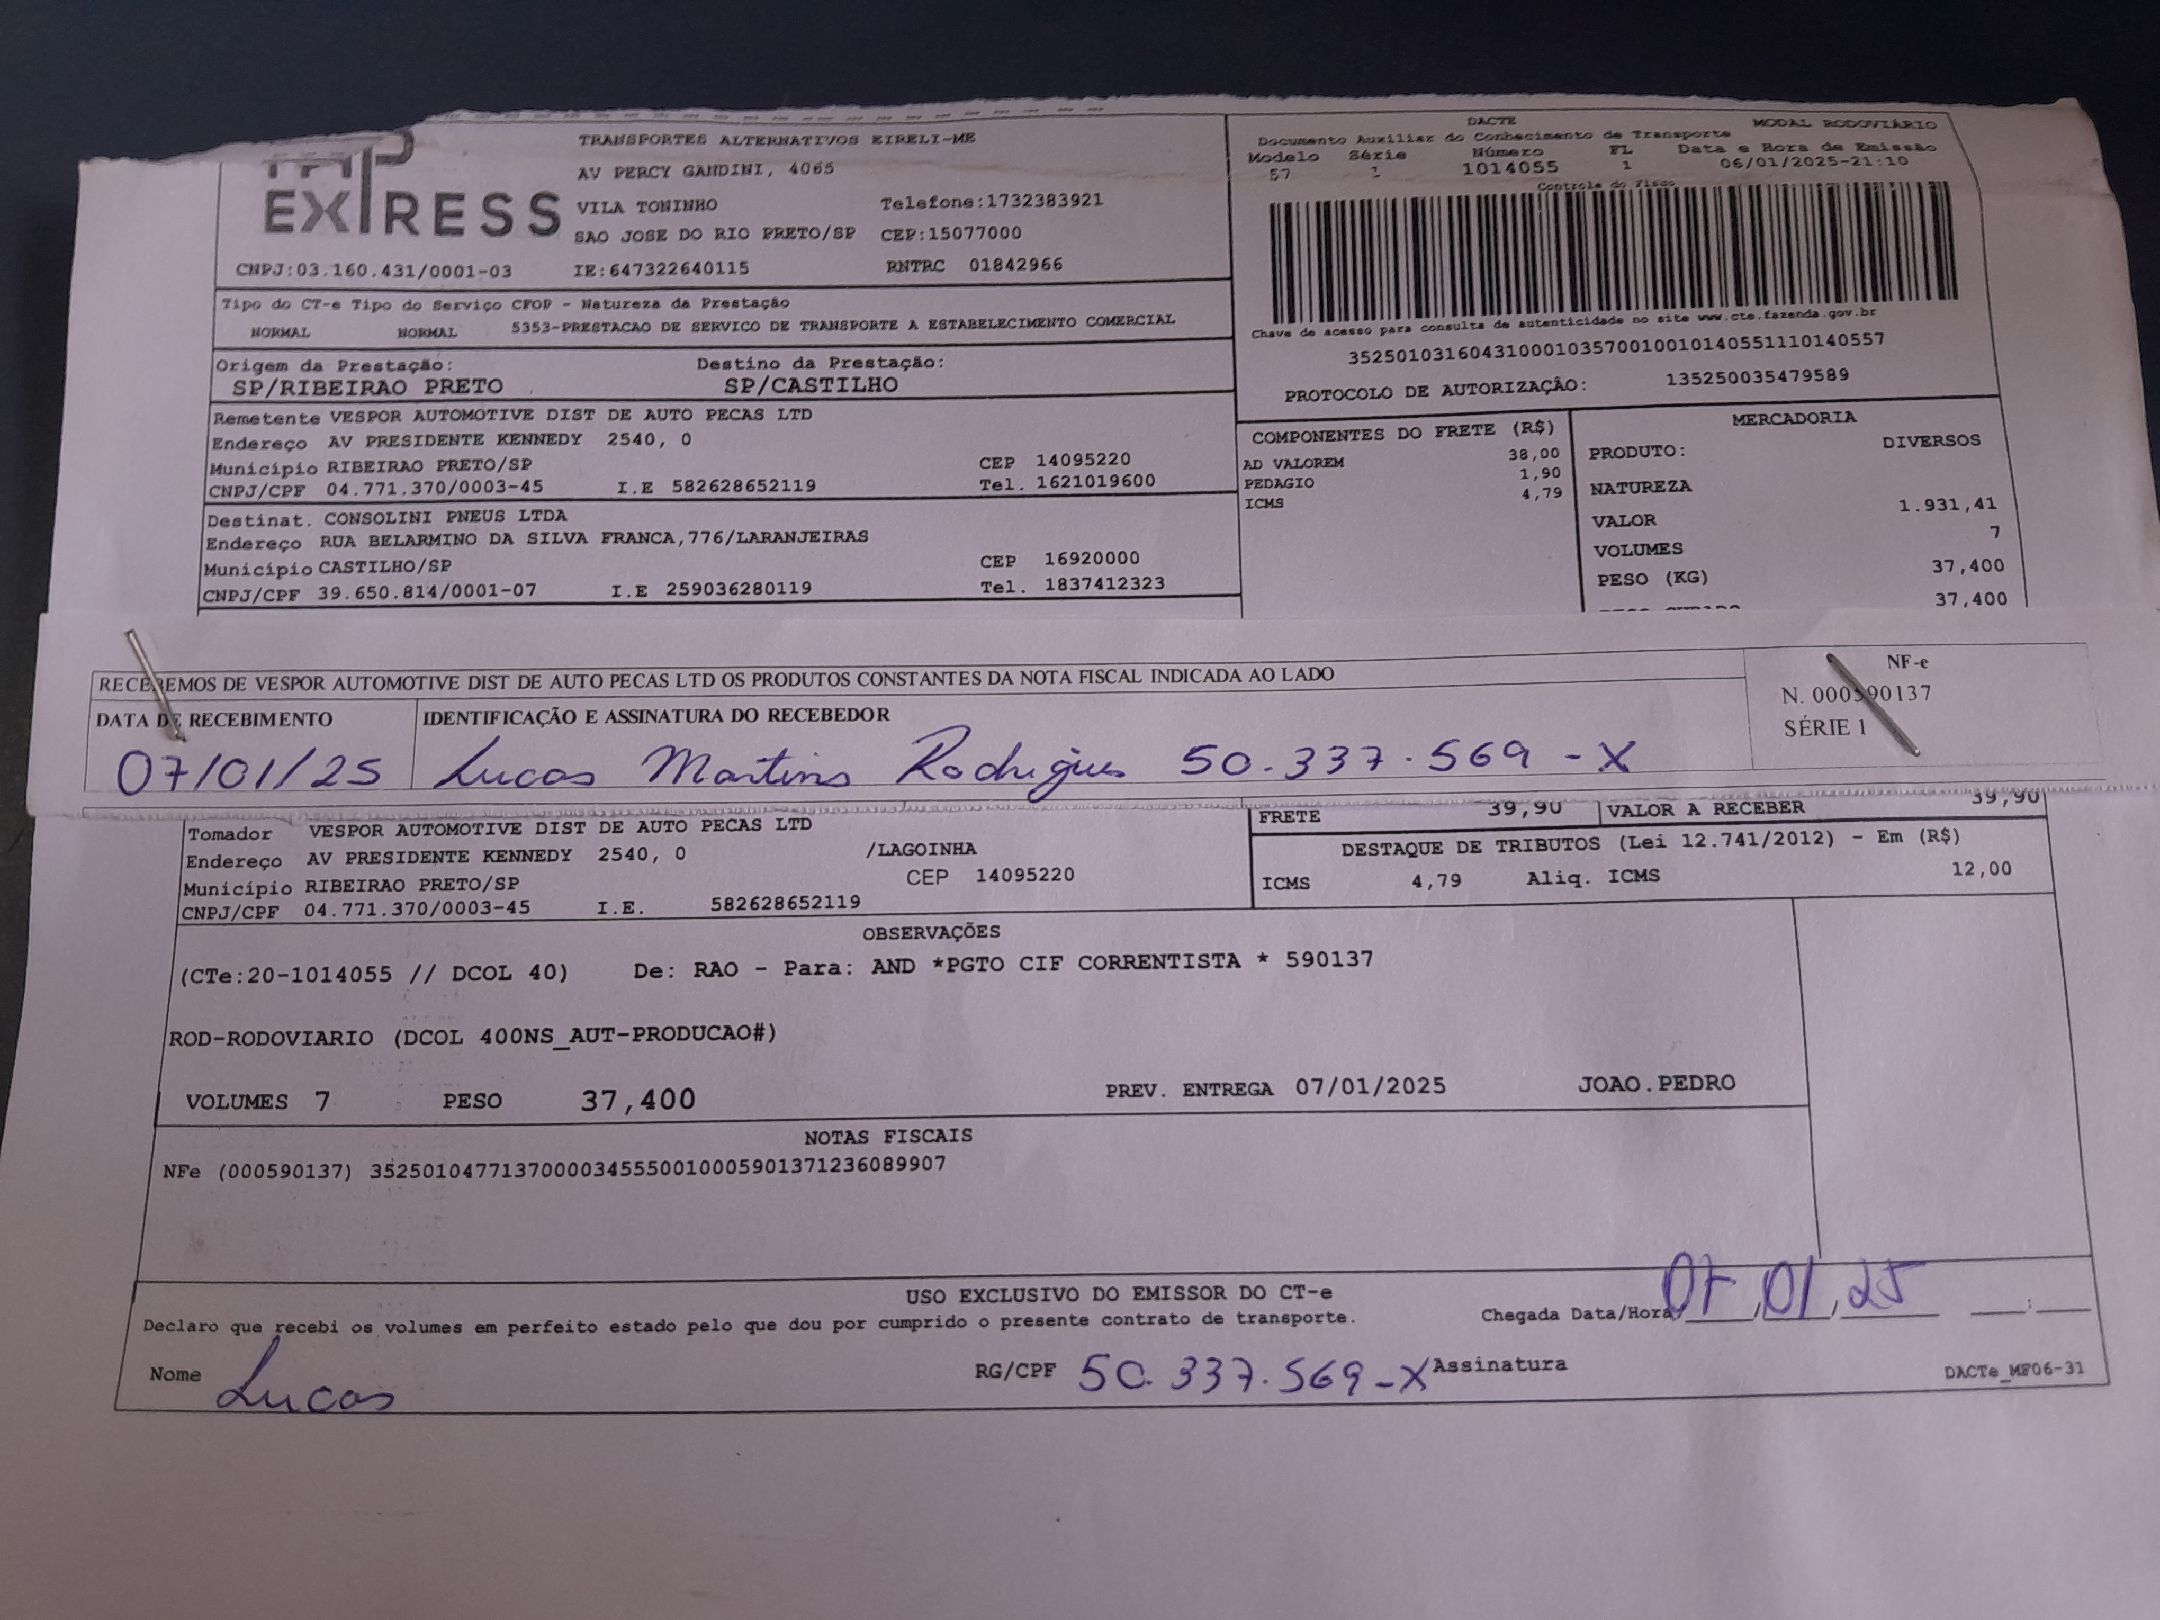 EXPRESS
TRANSPORTES ALTERNATIVOS EIRELI-ME
AV PERCY GANDINI, 4065
VILA TONINHO Telefone:1732383921
SAO JOSE DO RIO PRETO/SP CEP:15077000
CNPJ:03.160.431/0001-03 IE:647322640115 RNTRC 01842966
DACTE MODAL RODOVIÁRIO
Documento Auxiliar do Conhecimento de Transporte
Modelo Série Número FL Data e Hora de Emissão
57 1 1014055 1 06/01/2025-21:10
Controle do Fisco
Chave de acesso para consulta de autenticidade no site www.cte.fazenda.gov.br
35250103160431000103570010010140551110140557
PROTOCOLO DE AUTORIZAÇÃO: 135250035479589
Tipo do CT-e Tipo do Serviço CFOP - Natureza da Prestação
NORMAL NORMAL 5353-PRESTACAO DE SERVICO DE TRANSPORTE A ESTABELECIMENTO COMERCIAL
Origem da Prestação: Destino da Prestação:
SP/RIBEIRAO PRETO SP/CASTILHO
Remetente VESPOR AUTOMOTIVE DIST DE AUTO PECAS LTD
Endereço AV PRESIDENTE KENNEDY 2540, 0
Município RIBEIRAO PRETO/SP CEP 14095220
CNPJ/CPF 04.771.370/0003-45 I.E 582628652119 Tel. 1621019600
Destinat. CONSOLINI PNEUS LTDA
Endereço RUA BELARMINO DA SILVA FRANCA,776/LARANJEIRAS
Município CASTILHO/SP CEP 16920000
CNPJ/CPF 39.650.814/0001-07 I.E 259036280119 Tel. 1837412323
COMPONENTES DO FRETE (R$)
AD VALOREM 38,00
PEDAGIO 1,90
ICMS 4,79
MERCADORIA
PRODUTO: DIVERSOS
NATUREZA
VALOR 1.931,41
VOLUMES 7
PESO (KG) 37,400
37,400
RECEBEMOS DE VESPOR AUTOMOTIVE DIST DE AUTO PECAS LTD OS PRODUTOS CONSTANTES DA NOTA FISCAL INDICADA AO LADO
DATA DE RECEBIMENTO IDENTIFICAÇÃO E ASSINATURA DO RECEBEDOR
07/01/25 Lucas Martins Rodrigues 50.337.569-X
NF-e
N. 000590137
SÉRIE 1
FRETE 39,90 VALOR A RECEBER 39,90
Tomador VESPOR AUTOMOTIVE DIST DE AUTO PECAS LTD
Endereço AV PRESIDENTE KENNEDY 2540, 0 /LAGOINHA
Município RIBEIRAO PRETO/SP CEP 14095220
CNPJ/CPF 04.771.370/0003-45 I.E. 582628652119
DESTAQUE DE TRIBUTOS (Lei 12.741/2012) - Em (R$)
ICMS 4,79 Aliq. ICMS 12,00
OBSERVAÇÕES
(CTe:20-1014055 // DCOL 40) De: RAO - Para: AND *PGTO CIF CORRENTISTA * 590137
ROD-RODOVIARIO (DCOL 400NS_AUT-PRODUCAO#)
VOLUMES 7 PESO 37,400 PREV. ENTREGA 07/01/2025 JOAO.PEDRO
NOTAS FISCAIS
NFe (000590137) 35250104771370000345550010005901371236089907
USO EXCLUSIVO DO EMISSOR DO CT-e
Declaro que recebi os volumes em perfeito estado pelo que dou por cumprido o presente contrato de transporte. Chegada Data/Hora 07/01/25
Nome Lucas RG/CPF 50.337.569-X Assinatura
DACTe_MF06-31